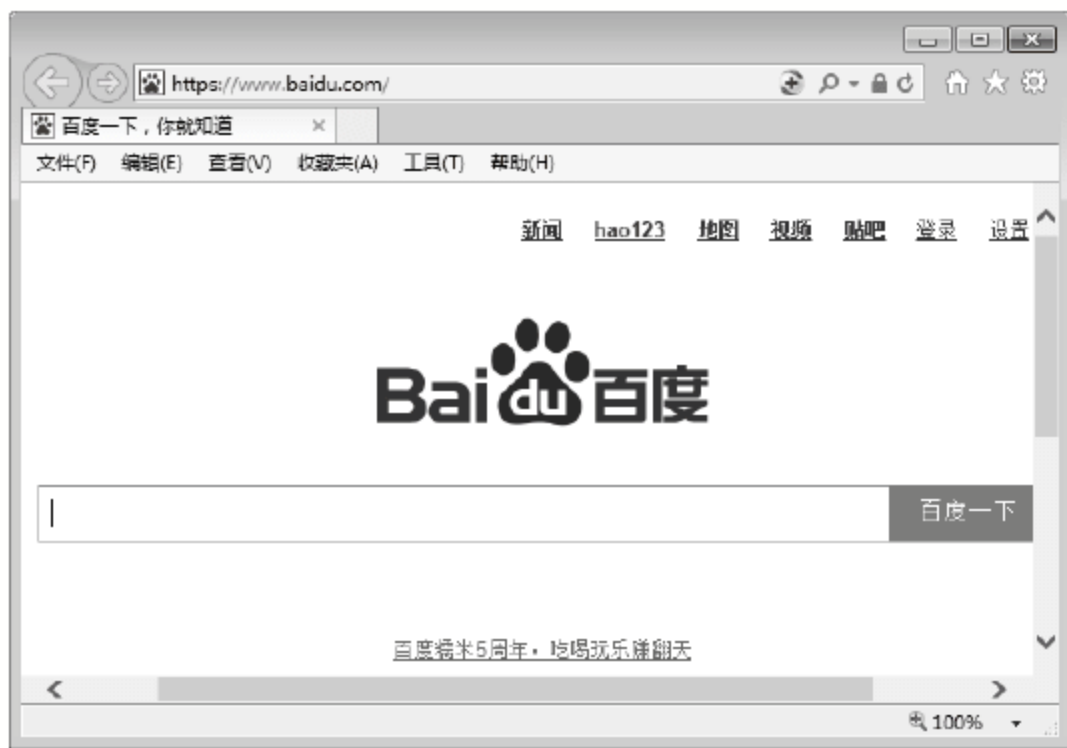 https://www.baidu.com/
百度一下，你就知道
文件(F) 编辑(E) 查看(V) 收藏夹(A) 工具(T) 帮助(H)
新闻 hao123 地图 视频 贴吧 登录 设置
Bai du 百度
百度一下
百度糯米5周年，吃喝玩乐赚翻天
100%